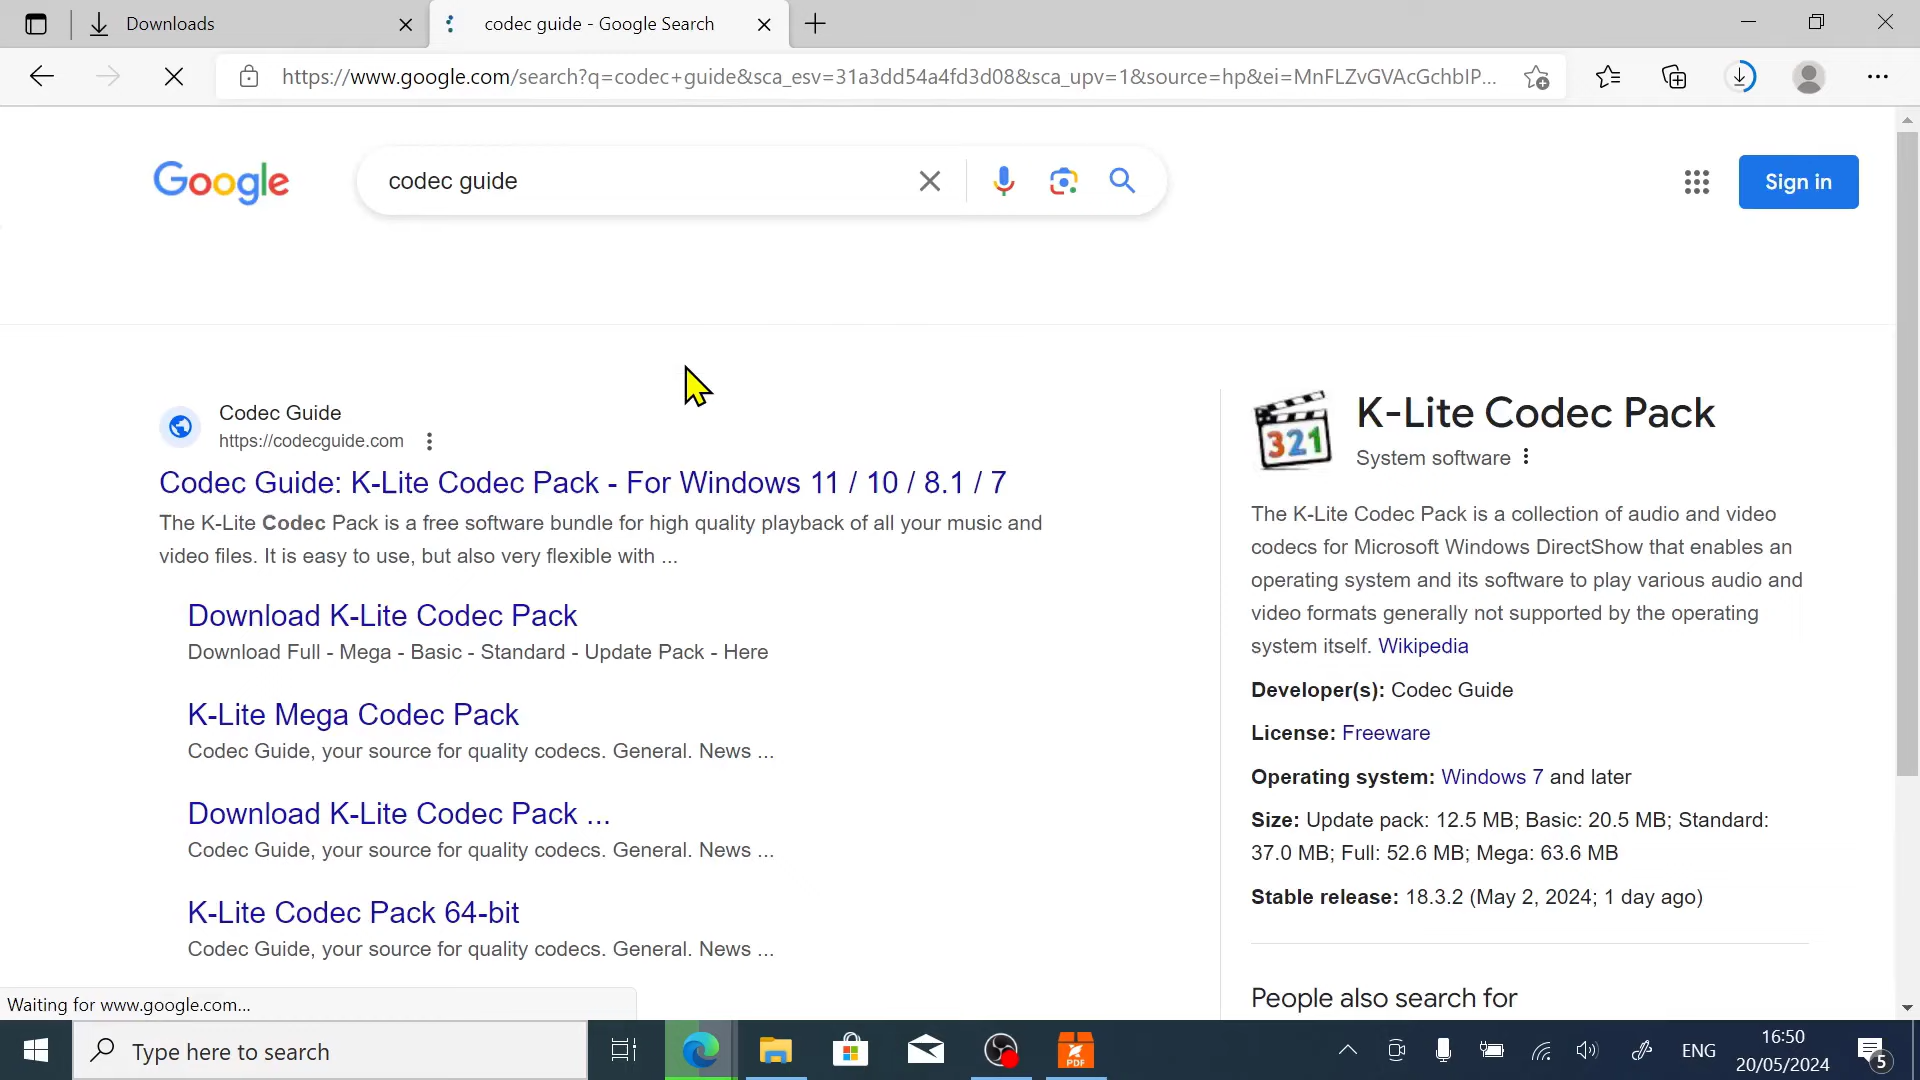 Downloads
codec guide - Google Search
https://www.google.com/search?q=codec+guide&sca_esv=31a3dd54a4fd3d08&sca_upv=1&source=hp&ei=MnFLZvGVAcGchbIP...
Google
codec guide
Sign in
Codec Guide
https://codecguide.com
Codec Guide: K-Lite Codec Pack - For Windows 11 / 10 / 8.1 / 7
The K-Lite Codec Pack is a free software bundle for high quality playback of all your music and
video files. It is easy to use, but also very flexible with ...
Download K-Lite Codec Pack
Download Full - Mega - Basic - Standard - Update Pack - Here
K-Lite Mega Codec Pack
Codec Guide, your source for quality codecs. General. News ...
Download K-Lite Codec Pack ...
Codec Guide, your source for quality codecs. General. News ...
K-Lite Codec Pack 64-bit
Codec Guide, your source for quality codecs. General. News ...
321
K-Lite Codec Pack
System software
The K-Lite Codec Pack is a collection of audio and video
codecs for Microsoft Windows DirectShow that enables an
operating system and its software to play various audio and
video formats generally not supported by the operating
system itself. Wikipedia
Developer(s): Codec Guide
License: Freeware
Operating system: Windows 7 and later
Size: Update pack: 12.5 MB; Basic: 20.5 MB; Standard:
37.0 MB; Full: 52.6 MB; Mega: 63.6 MB
Stable release: 18.3.2 (May 2, 2024; 1 day ago)
People also search for
Waiting for www.google.com...
Type here to search
PDF
ENG
16:50
20/05/2024
5